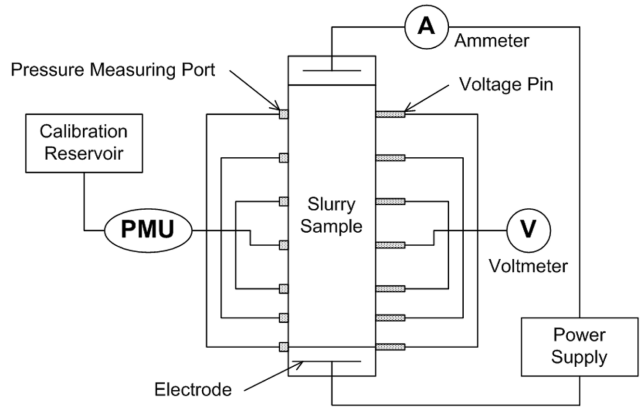 A
Ammeter
Pressure Measuring Port
Voltage Pin
Calibration
Reservoir
Slurry
Sample
PMU
V
Voltmeter
Power
Supply
Electrode